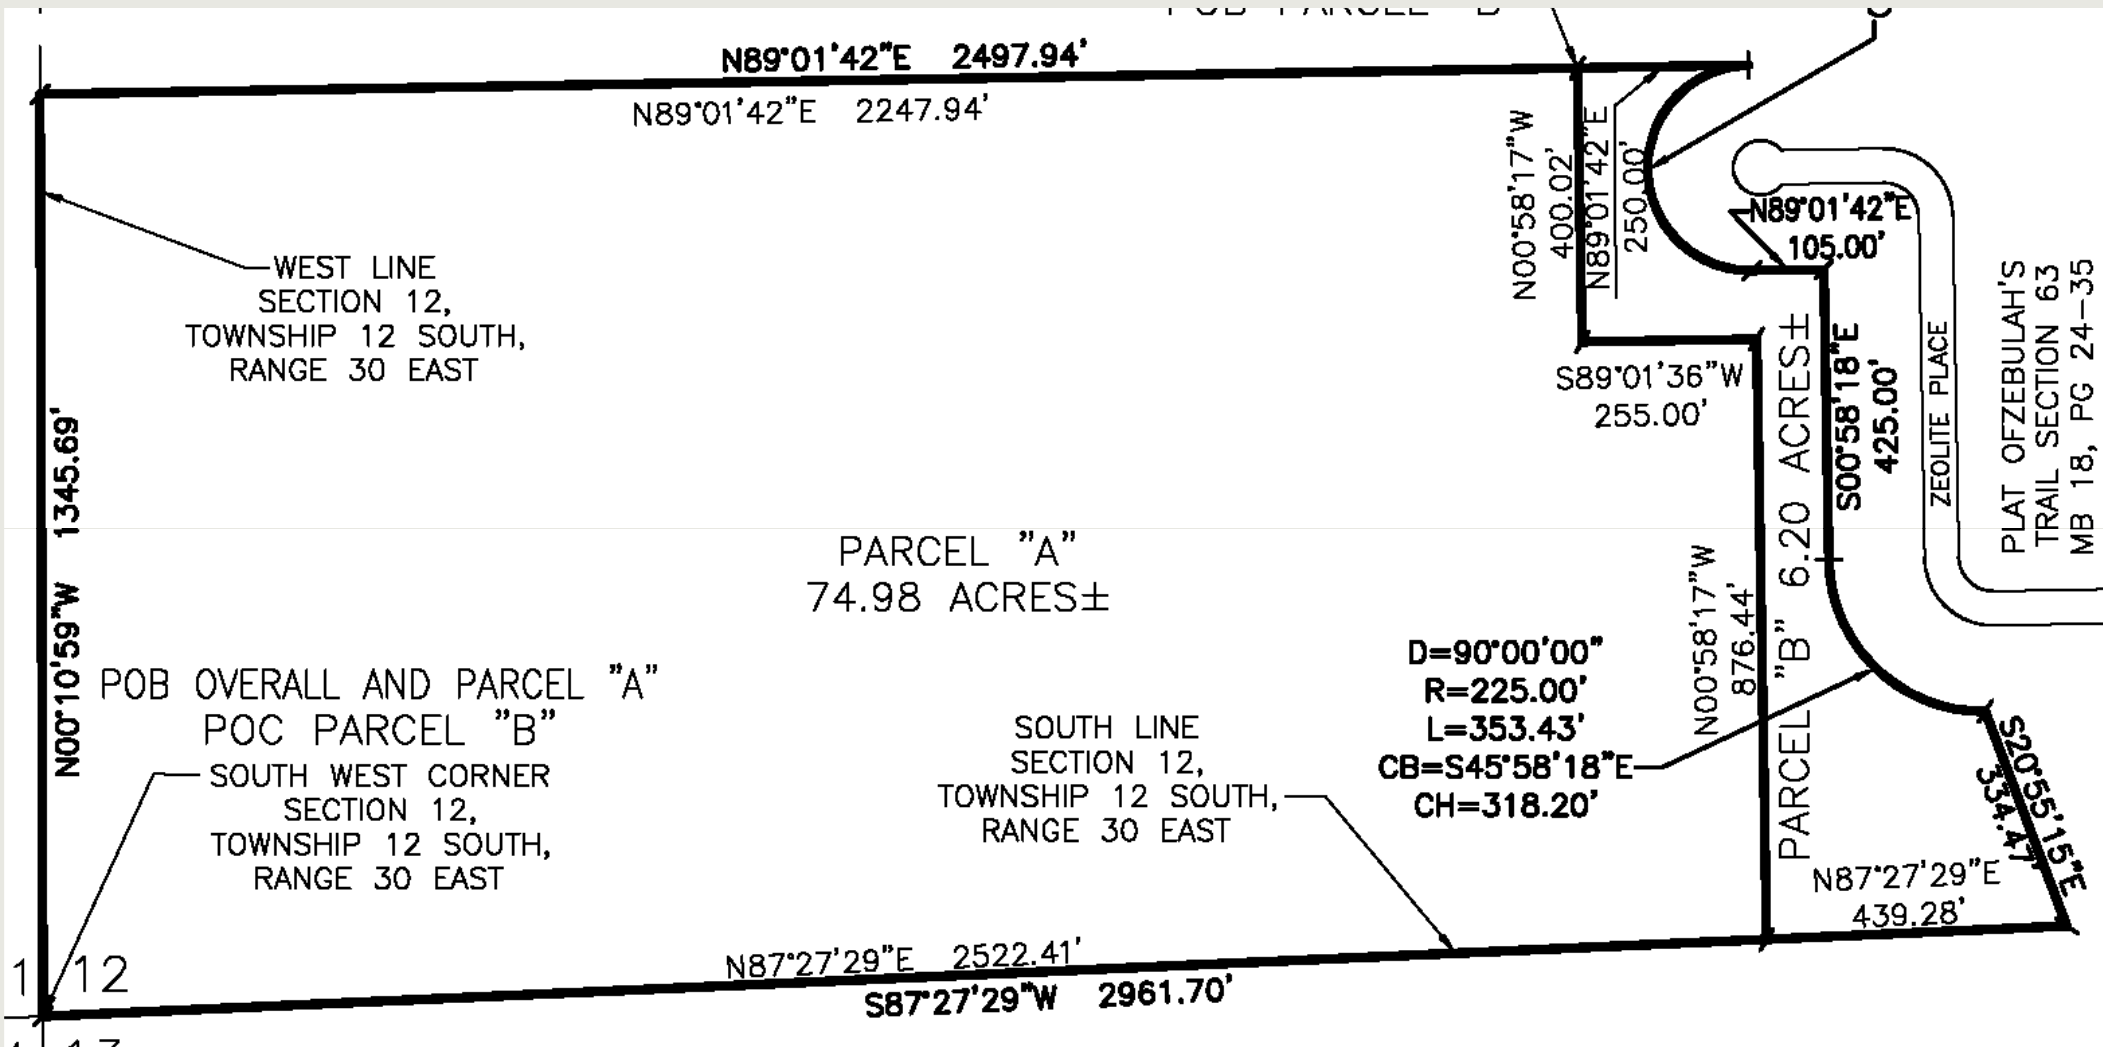 N89°01'42"E 2497.94'
N89°01'42"E 2247.94'
N00°58'17"W
400.02'
N89°01'42"E
250.00'
N89°01'42"E
105.00'
WEST LINE
SECTION 12,
TOWNSHIP 12 SOUTH,
RANGE 30 EAST
S89°01'36"W
255.00'
S00°58'18"E
425.00'
ZEOLITE PLACE
PLAT OFZEBULAH'S
TRAIL SECTION 63
MB 18, PG 24-35
N00°10'59"W 1345.69'
PARCEL "A"
74.98 ACRES±
PARCEL "B" 6.20 ACRES±
N00°58'17"W
876.44'
D=90°00'00"
R=225.00'
L=353.43'
CB=S45°58'18"E
CH=318.20'
POB OVERALL AND PARCEL "A"
POC PARCEL "B"
SOUTH WEST CORNER
SECTION 12,
TOWNSHIP 12 SOUTH,
RANGE 30 EAST
SOUTH LINE
SECTION 12,
TOWNSHIP 12 SOUTH,
RANGE 30 EAST
S20°55'15"E
334.47'
N87°27'29"E
439.28'
N87°27'29"E 2522.41'
S87°27'29"W 2961.70'
1 12